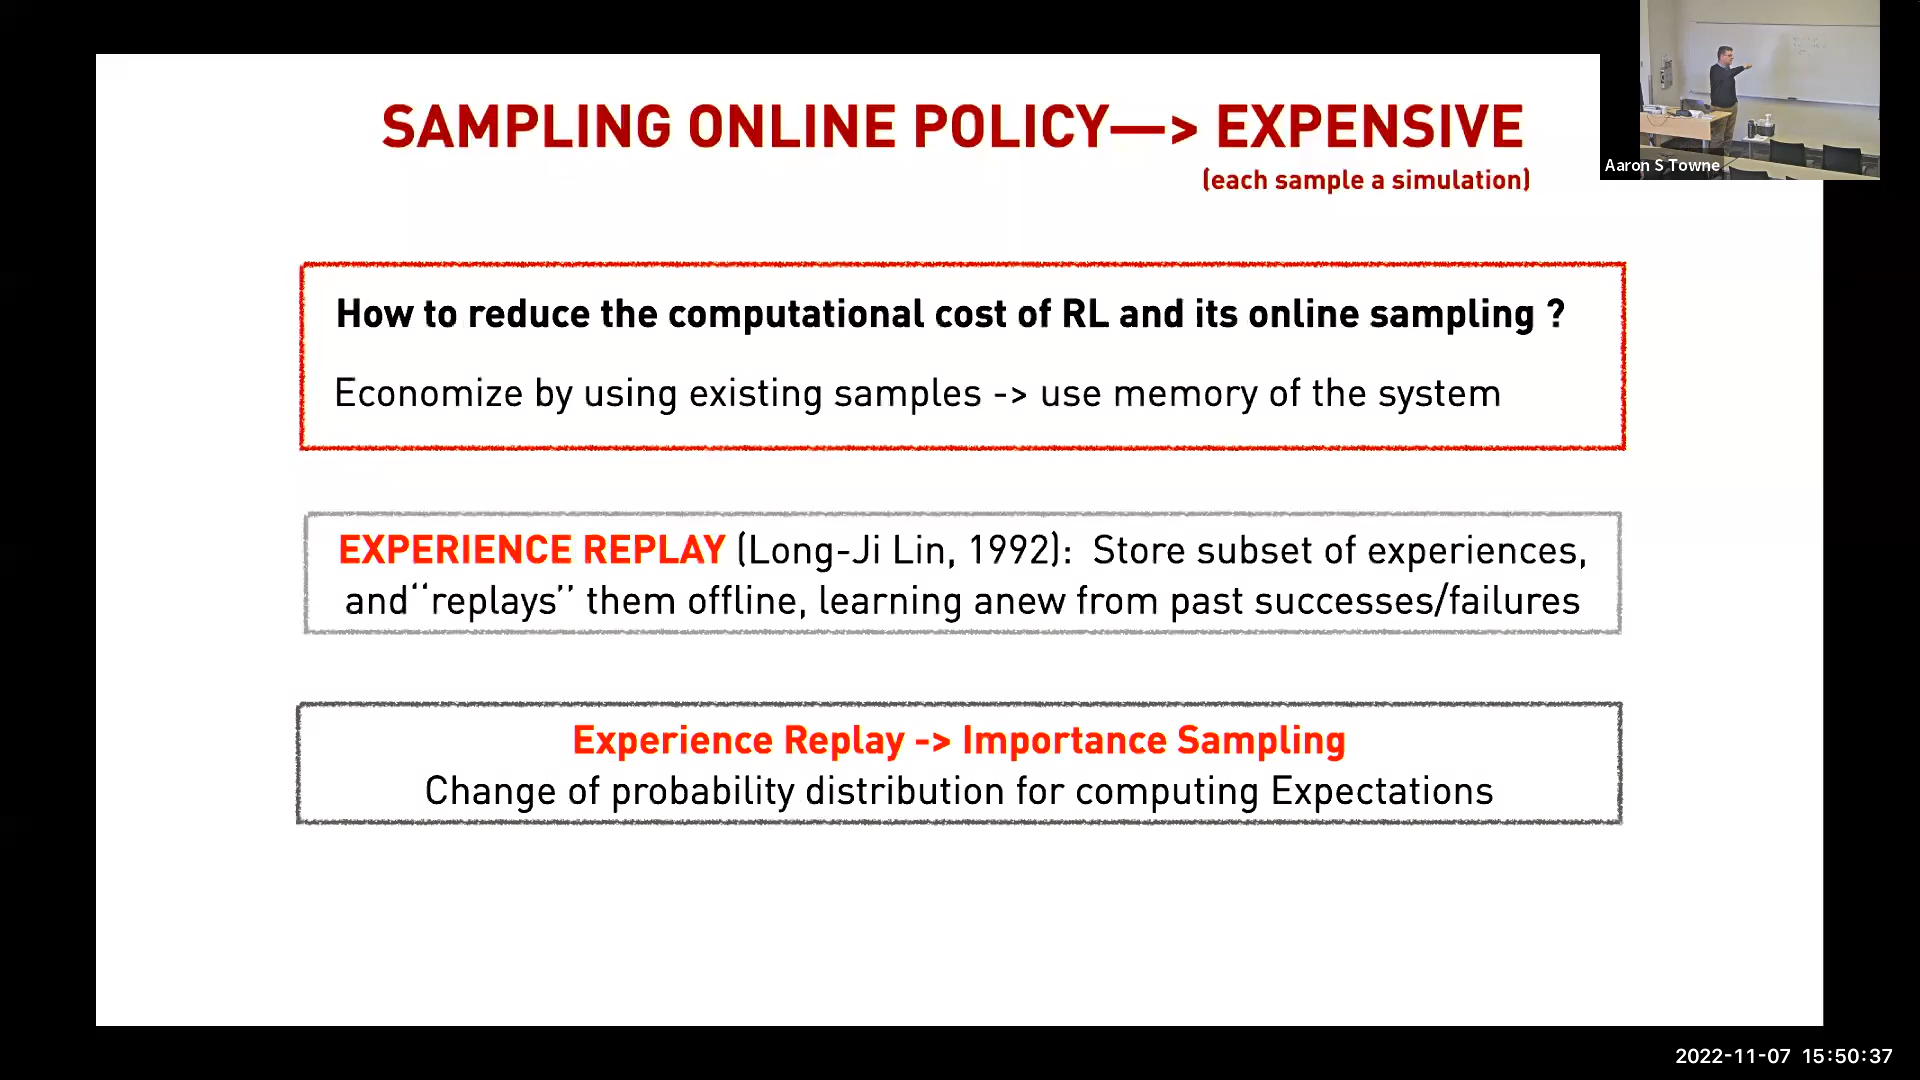 SAMPLING ONLINE POLICY—> EXPENSIVE
(each sample a simulation)
Aaron S Towne
How to reduce the computational cost of RL and its online sampling ?
Economize by using existing samples -> use memory of the system
EXPERIENCE REPLAY (Long-Ji Lin, 1992): Store subset of experiences,
and‘‘replays’’ them offline, learning anew from past successes/failures
Experience Replay -> Importance Sampling
Change of probability distribution for computing Expectations
2022-11-07 15:50:37